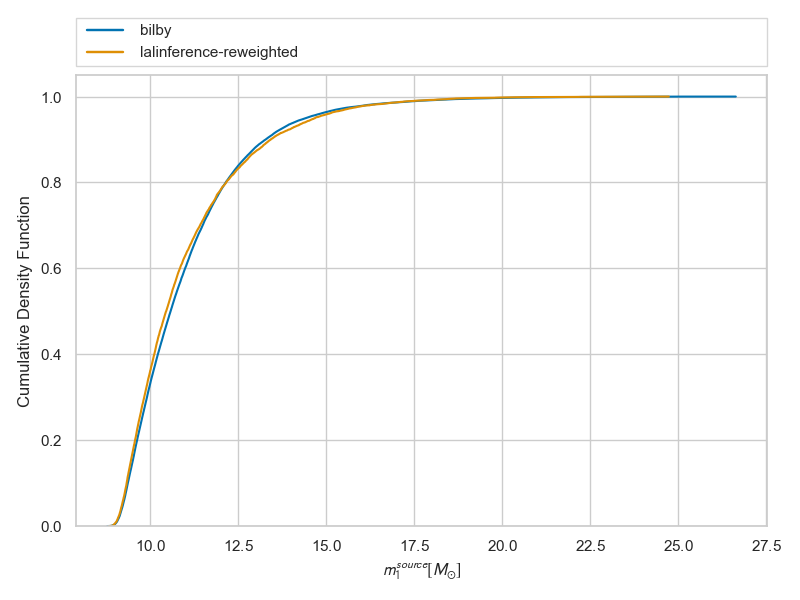 bilby
lalinference-reweighted
1.0
0.8
0.6
0.4
0.2
0.0
Cumulative Density Function
10.0 12.5 15.0 17.5 20.0 22.5 25.0 27.5
m₁^source[M_⊙]